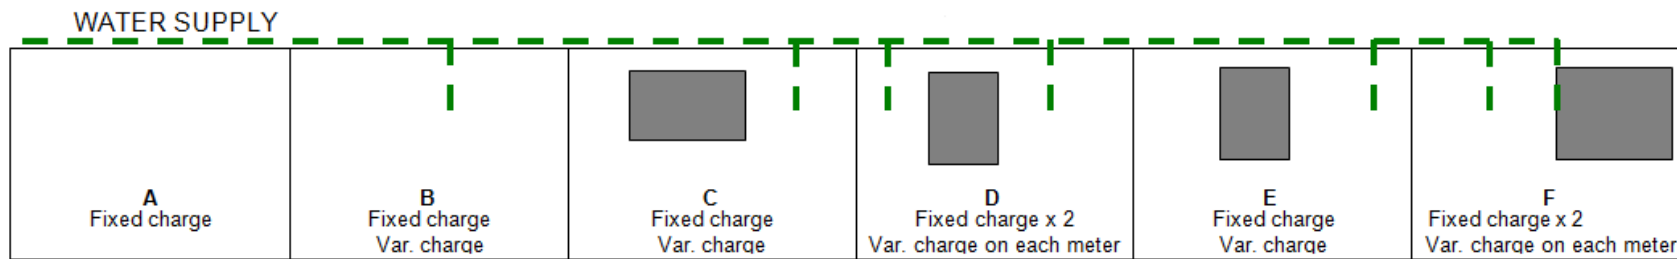 WATER SUPPLY
A
Fixed charge
B
Fixed charge
Var. charge
C
Fixed charge
Var. charge
D
Fixed charge x 2
Var. charge on each meter
E
Fixed charge
Var. charge
F
Fixed charge x 2
Var. charge on each meter